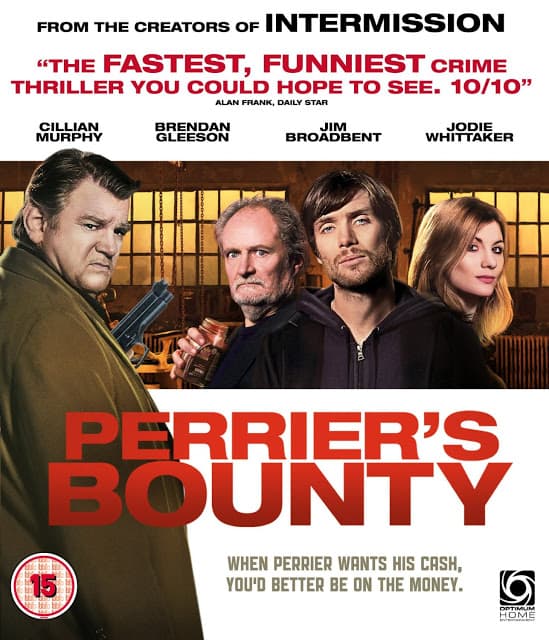 FROM THE CREATORS OF INTERMISSION
“THE FASTEST, FUNNIEST CRIME
THRILLER YOU COULD HOPE TO SEE. 10/10”
ALAN FRANK, DAILY STAR
CILLIAN MURPHY
BRENDAN GLEESON
JIM BROADBENT
JODIE WHITTAKER
PERRIER’S
BOUNTY
WHEN PERRIER WANTS HIS CASH,
YOU’D BETTER BE ON THE MONEY.
15
OPTIMUM
HOME
ENTERTAINMENT